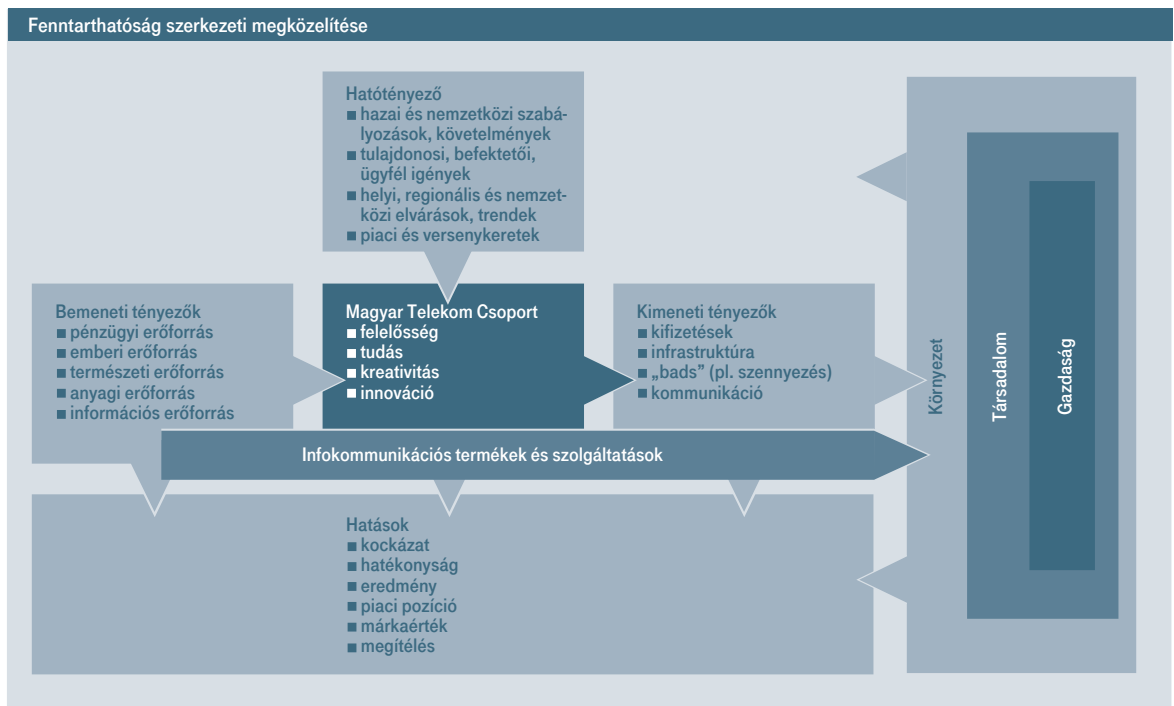 Fenntarthatóság szerkezeti megközelítése
Hatótényező
■ hazai és nemzetközi szabá-
lyozások, követelmények
■ tulajdonosi, befektetői,
ügyfél igények
■ helyi, regionális és nemzet-
közi elvárások, trendek
■ piaci és versenykeretek
Bemeneti tényezők
■ pénzügyi erőforrás
■ emberi erőforrás
■ természeti erőforrás
■ anyagi erőforrás
■ információs erőforrás
Magyar Telekom Csoport
■ felelősség
■ tudás
■ kreativitás
■ innováció
Kimeneti tényezők
■ kifizetések
■ infrastruktúra
■ „bads” (pl. szennyezés)
■ kommunikáció
Infokommunikációs termékek és szolgáltatások
Hatások
■ kockázat
■ hatékonyság
■ eredmény
■ piaci pozíció
■ márkaérték
■ megítélés
Környezet
Társadalom
Gazdaság